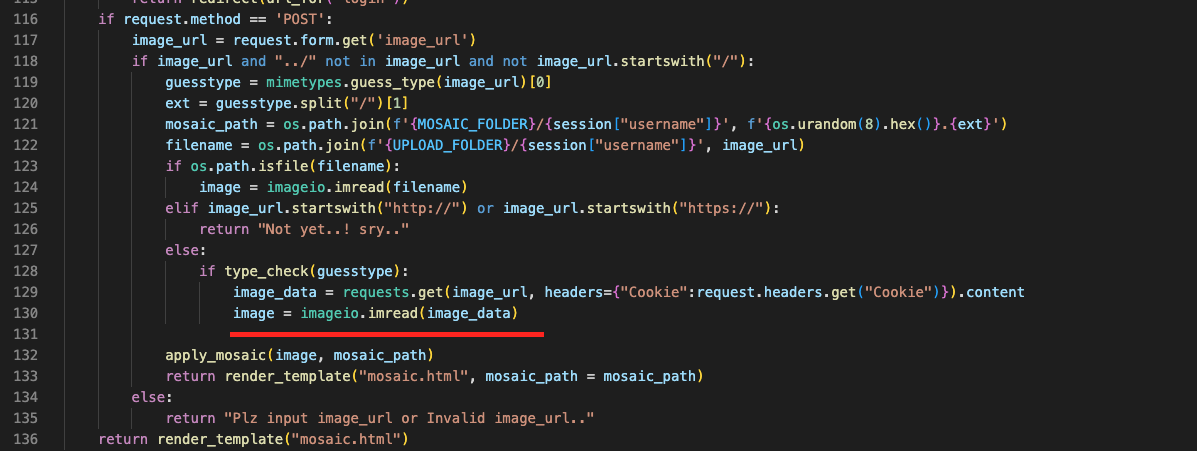 115 return redirect(url_for("login"))
116 if request.method == 'POST':
117 image_url = request.form.get('image_url')
118 if image_url and "../" not in image_url and not image_url.startswith("/"):
119 guesstype = mimetypes.guess_type(image_url)[0]
120 ext = guesstype.split("/")[1]
121 mosaic_path = os.path.join(f'{MOSAIC_FOLDER}/{session["username"]}', f'{os.urandom(8).hex()}.{ext}')
122 filename = os.path.join(f'{UPLOAD_FOLDER}/{session["username"]}', image_url)
123 if os.path.isfile(filename):
124 image = imageio.imread(filename)
125 elif image_url.startswith("http://") or image_url.startswith("https://"):
126 return "Not yet..! sry.."
127 else:
128 if type_check(guesstype):
129 image_data = requests.get(image_url, headers={"Cookie":request.headers.get("Cookie")}).content
130 image = imageio.imread(image_data)
131
132 apply_mosaic(image, mosaic_path)
133 return render_template("mosaic.html", mosaic_path = mosaic_path)
134 else:
135 return "Plz input image_url or Invalid image_url.."
136 return render_template("mosaic.html")